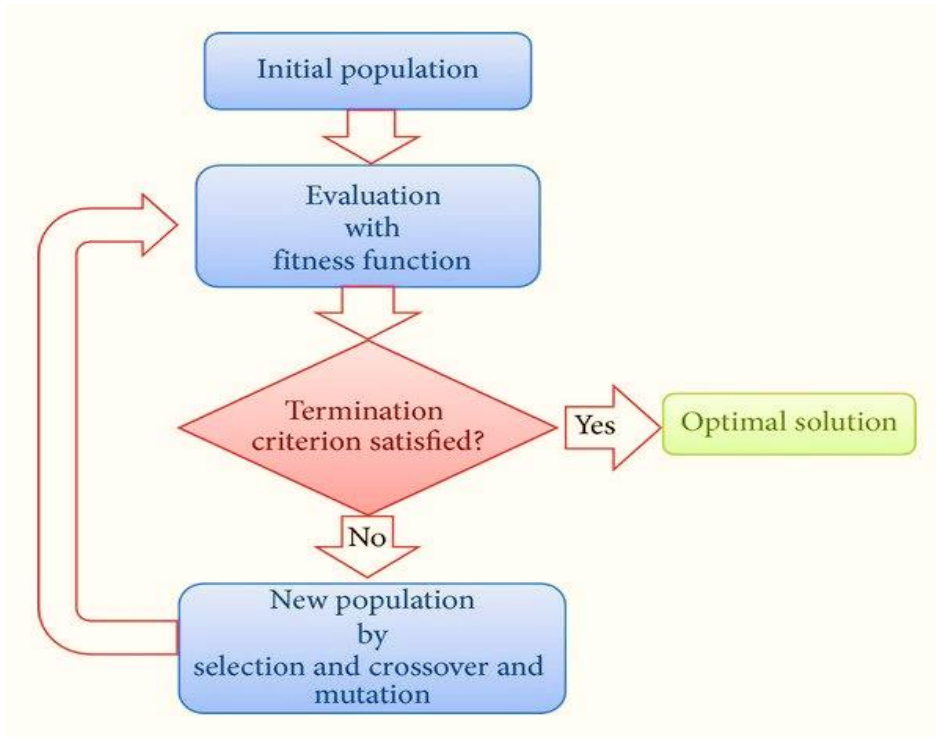 Initial population
Evaluation
with
fitness function
Termination
criterion satisfied?
Yes
Optimal solution
No
New population
by
selection and crossover and
mutation